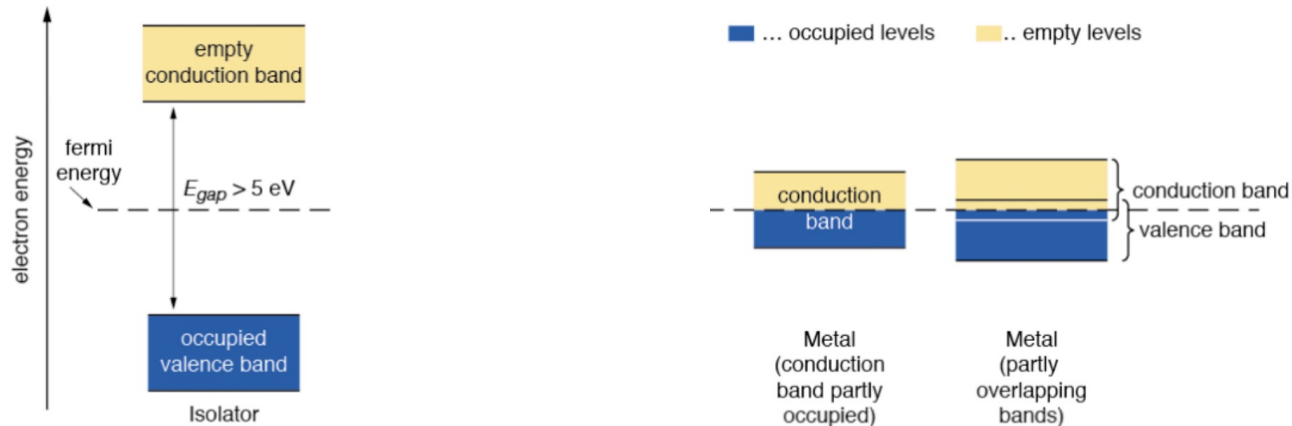 electron energy
empty
conduction band
fermi
energy
E_gap > 5 eV
occupied
valence band
Isolator
... occupied levels
.. empty levels
conduction
band
conduction band
valence band
Metal
(conduction
band partly
occupied)
Metal
(partly
overlapping
bands)